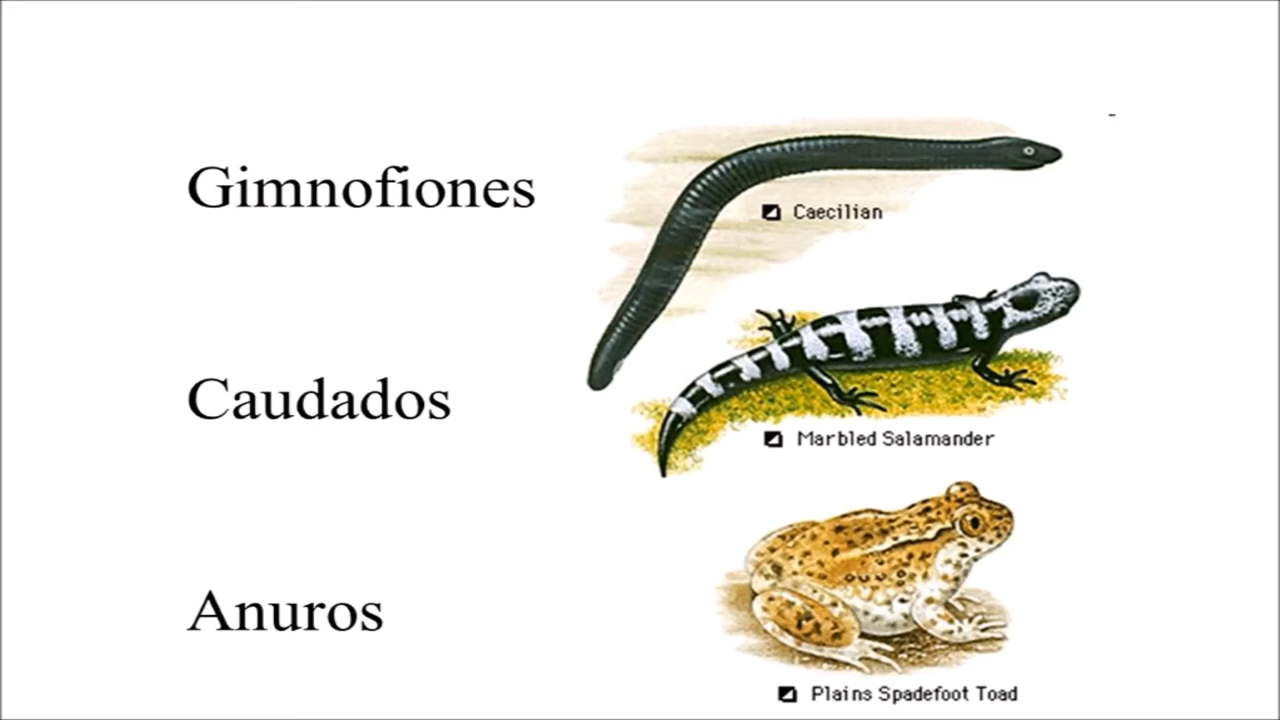 Gimnofiones
Caecilian
Caudados
Marbled Salamander
Anuros
Plains Spadefoot Toad